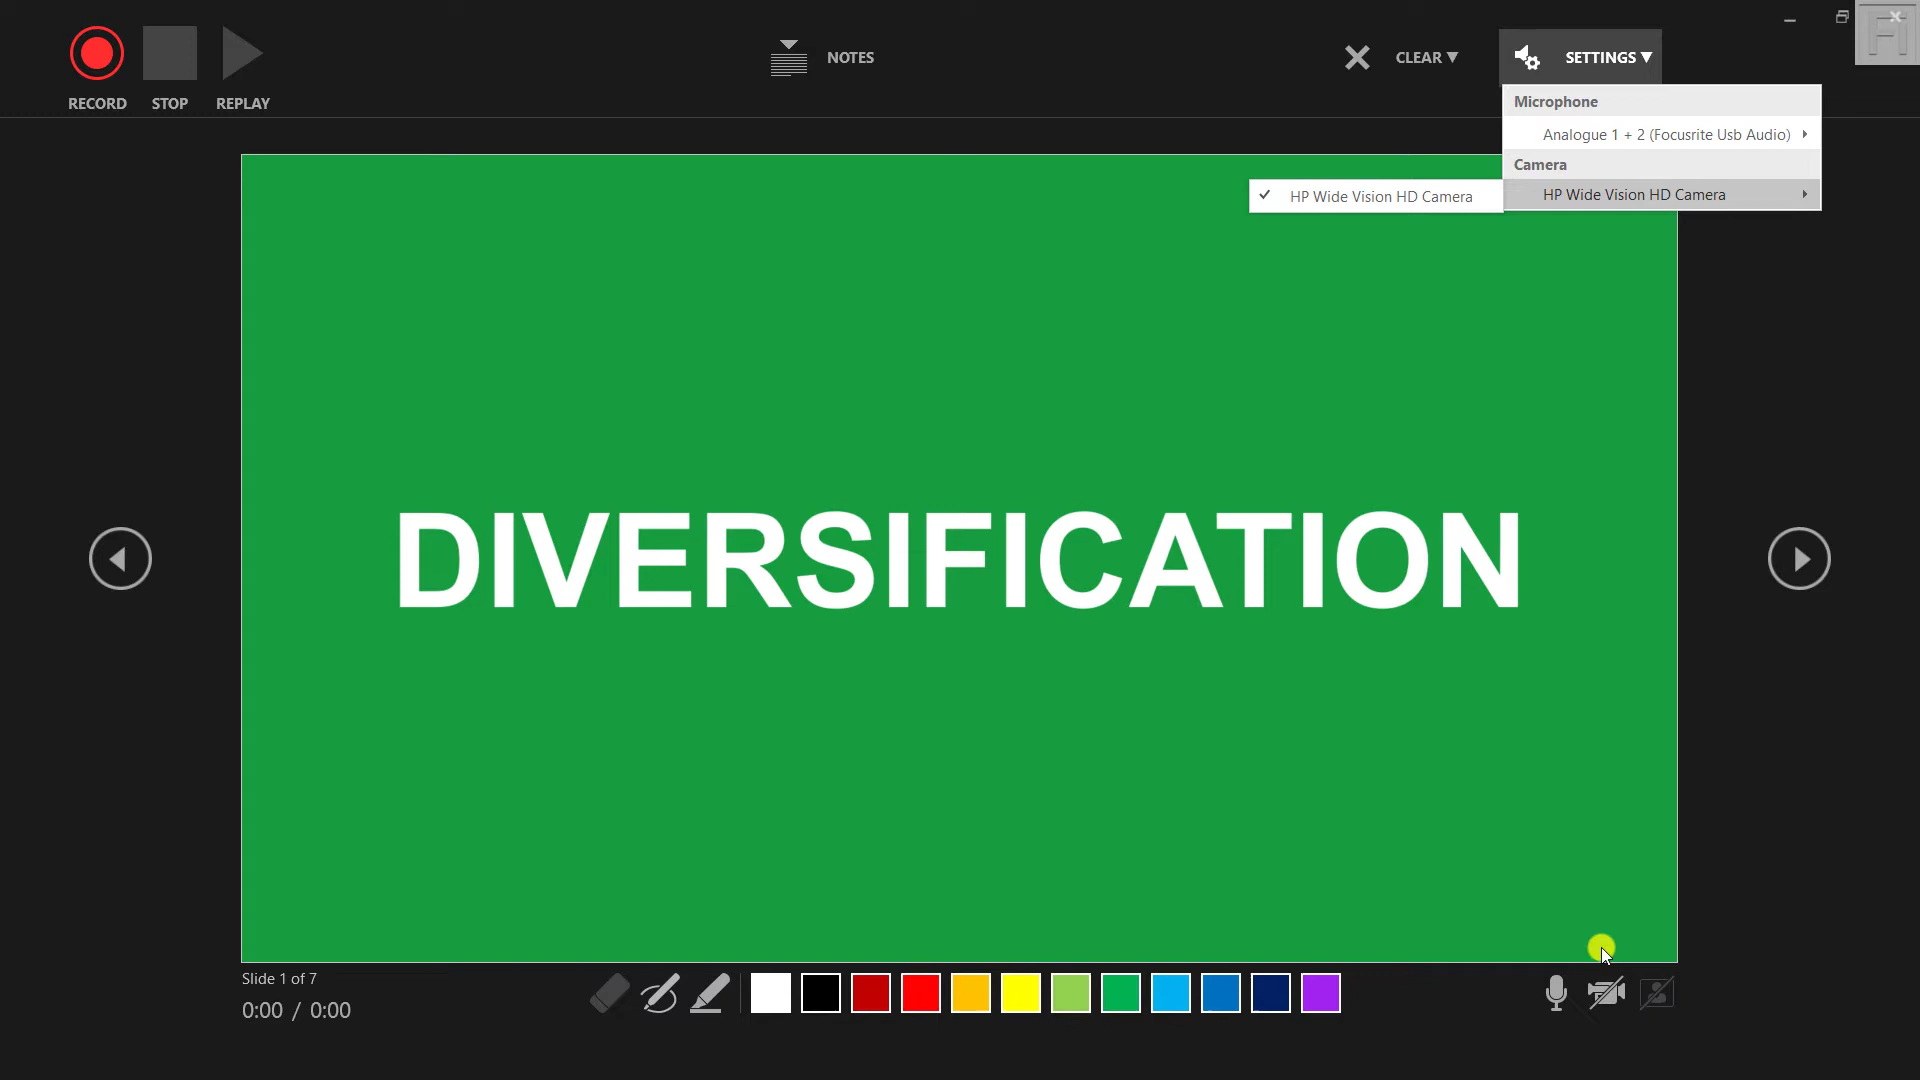 RECORD
STOP
REPLAY
NOTES
CLEAR
SETTINGS
Microphone
Analogue 1 + 2 (Focusrite Usb Audio)
Camera
HP Wide Vision HD Camera
HP Wide Vision HD Camera
DIVERSIFICATION
Slide 1 of 7
0:00 / 0:00